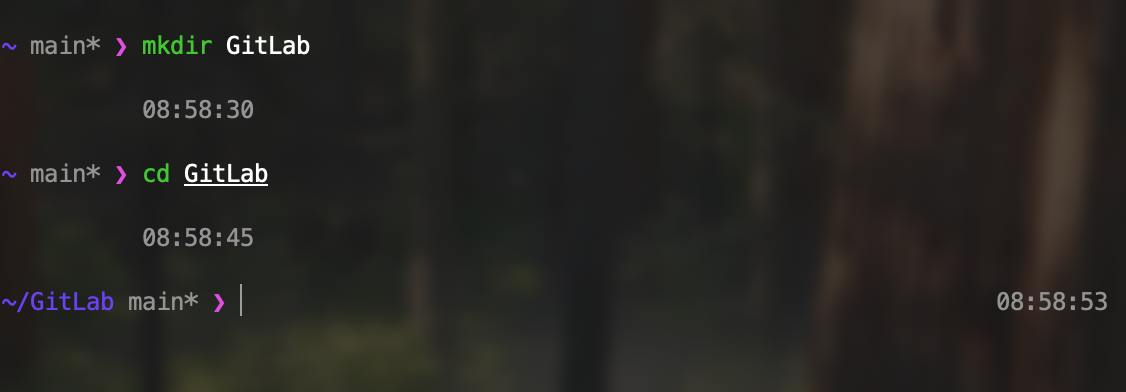 ~ main* ❯ mkdir GitLab
08:58:30
~ main* ❯ cd GitLab
08:58:45
~/GitLab main* ❯ 08:58:53